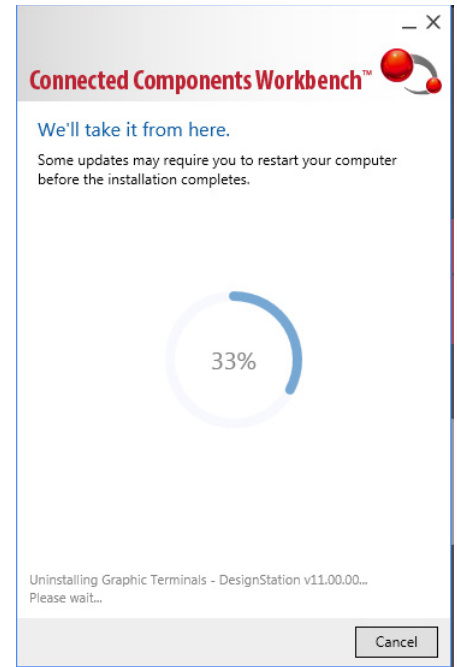 Connected Components Workbench™
We'll take it from here.
Some updates may require you to restart your computer
before the installation completes.
33%
Uninstalling Graphic Terminals - DesignStation v11.00.00...
Please wait...
Cancel